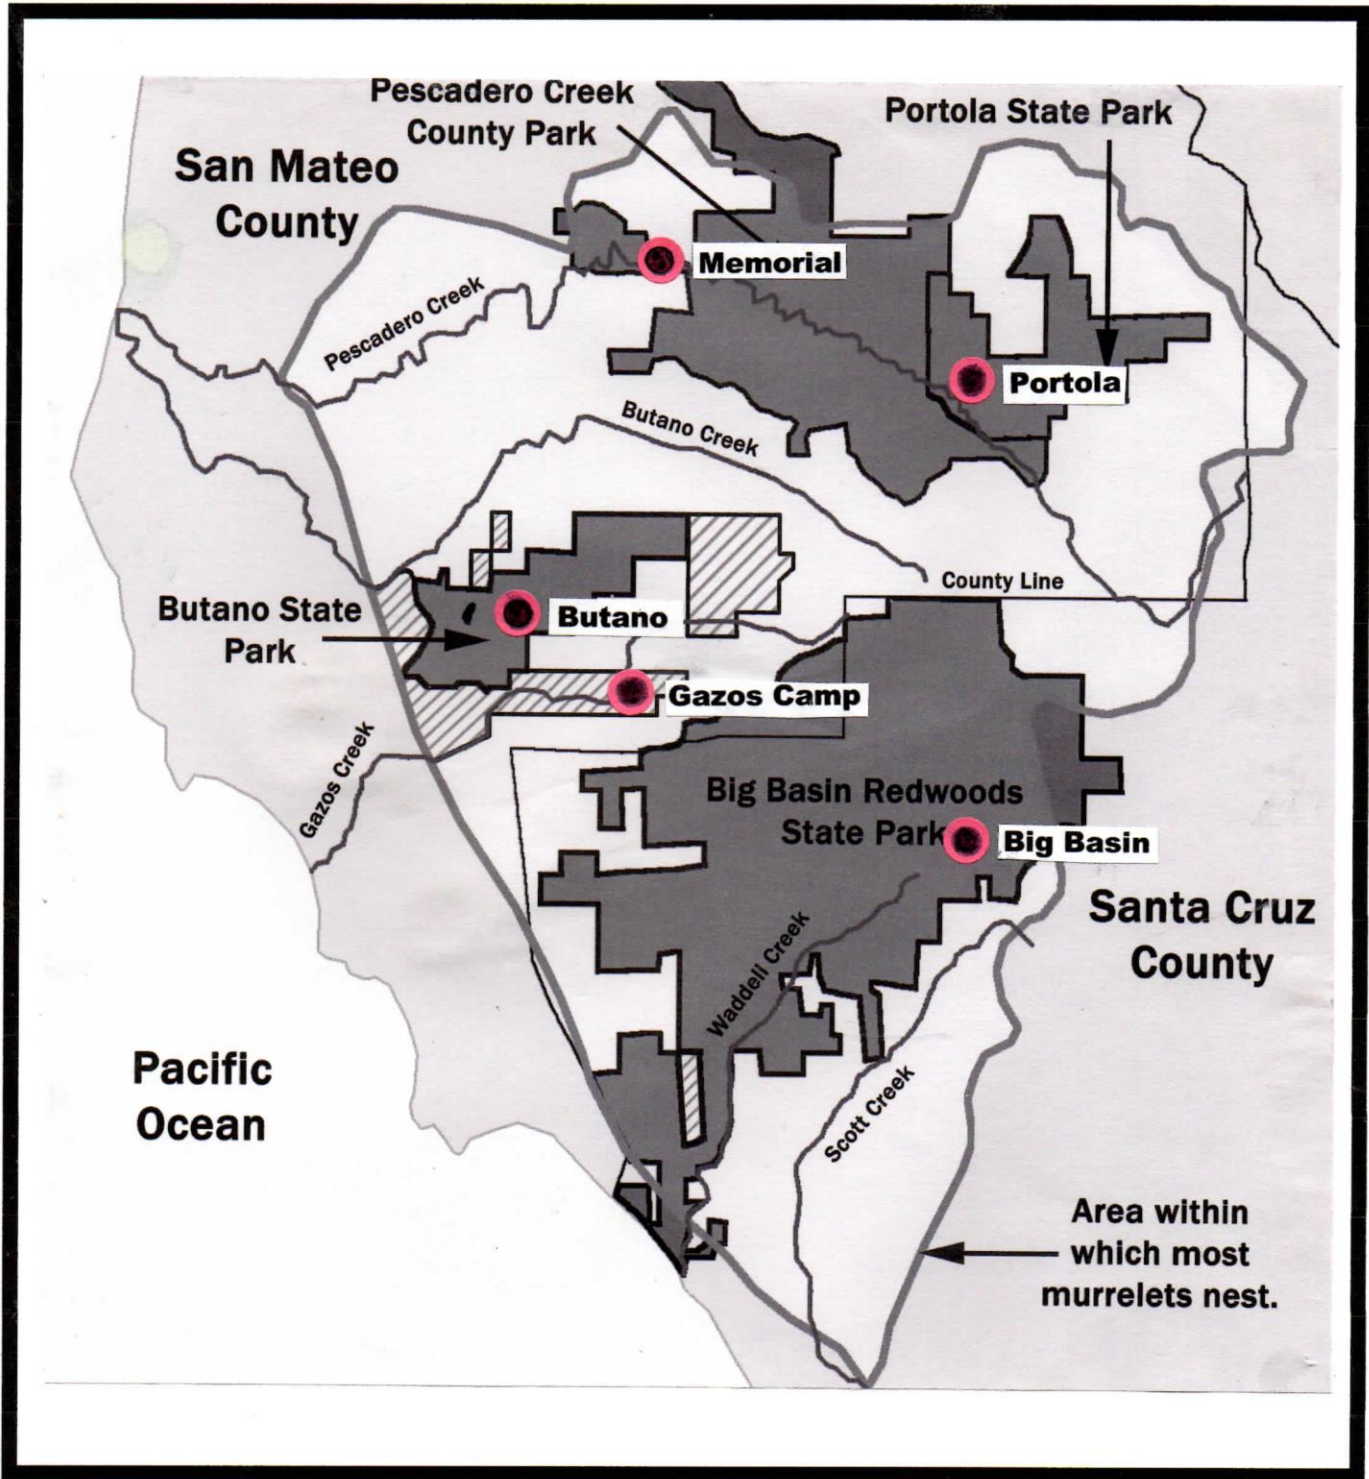 Pescadero Creek
County Park
Portola State Park
San Mateo
County
Memorial
Pescadero Creek
Portola
Butano Creek
County Line
Butano State
Park
Butano
Gazos Camp
Gazos Creek
Big Basin Redwoods
State Park
Big Basin
Santa Cruz
County
Waddell Creek
Pacific
Ocean
Scott Creek
Area within
which most
murrelets nest.